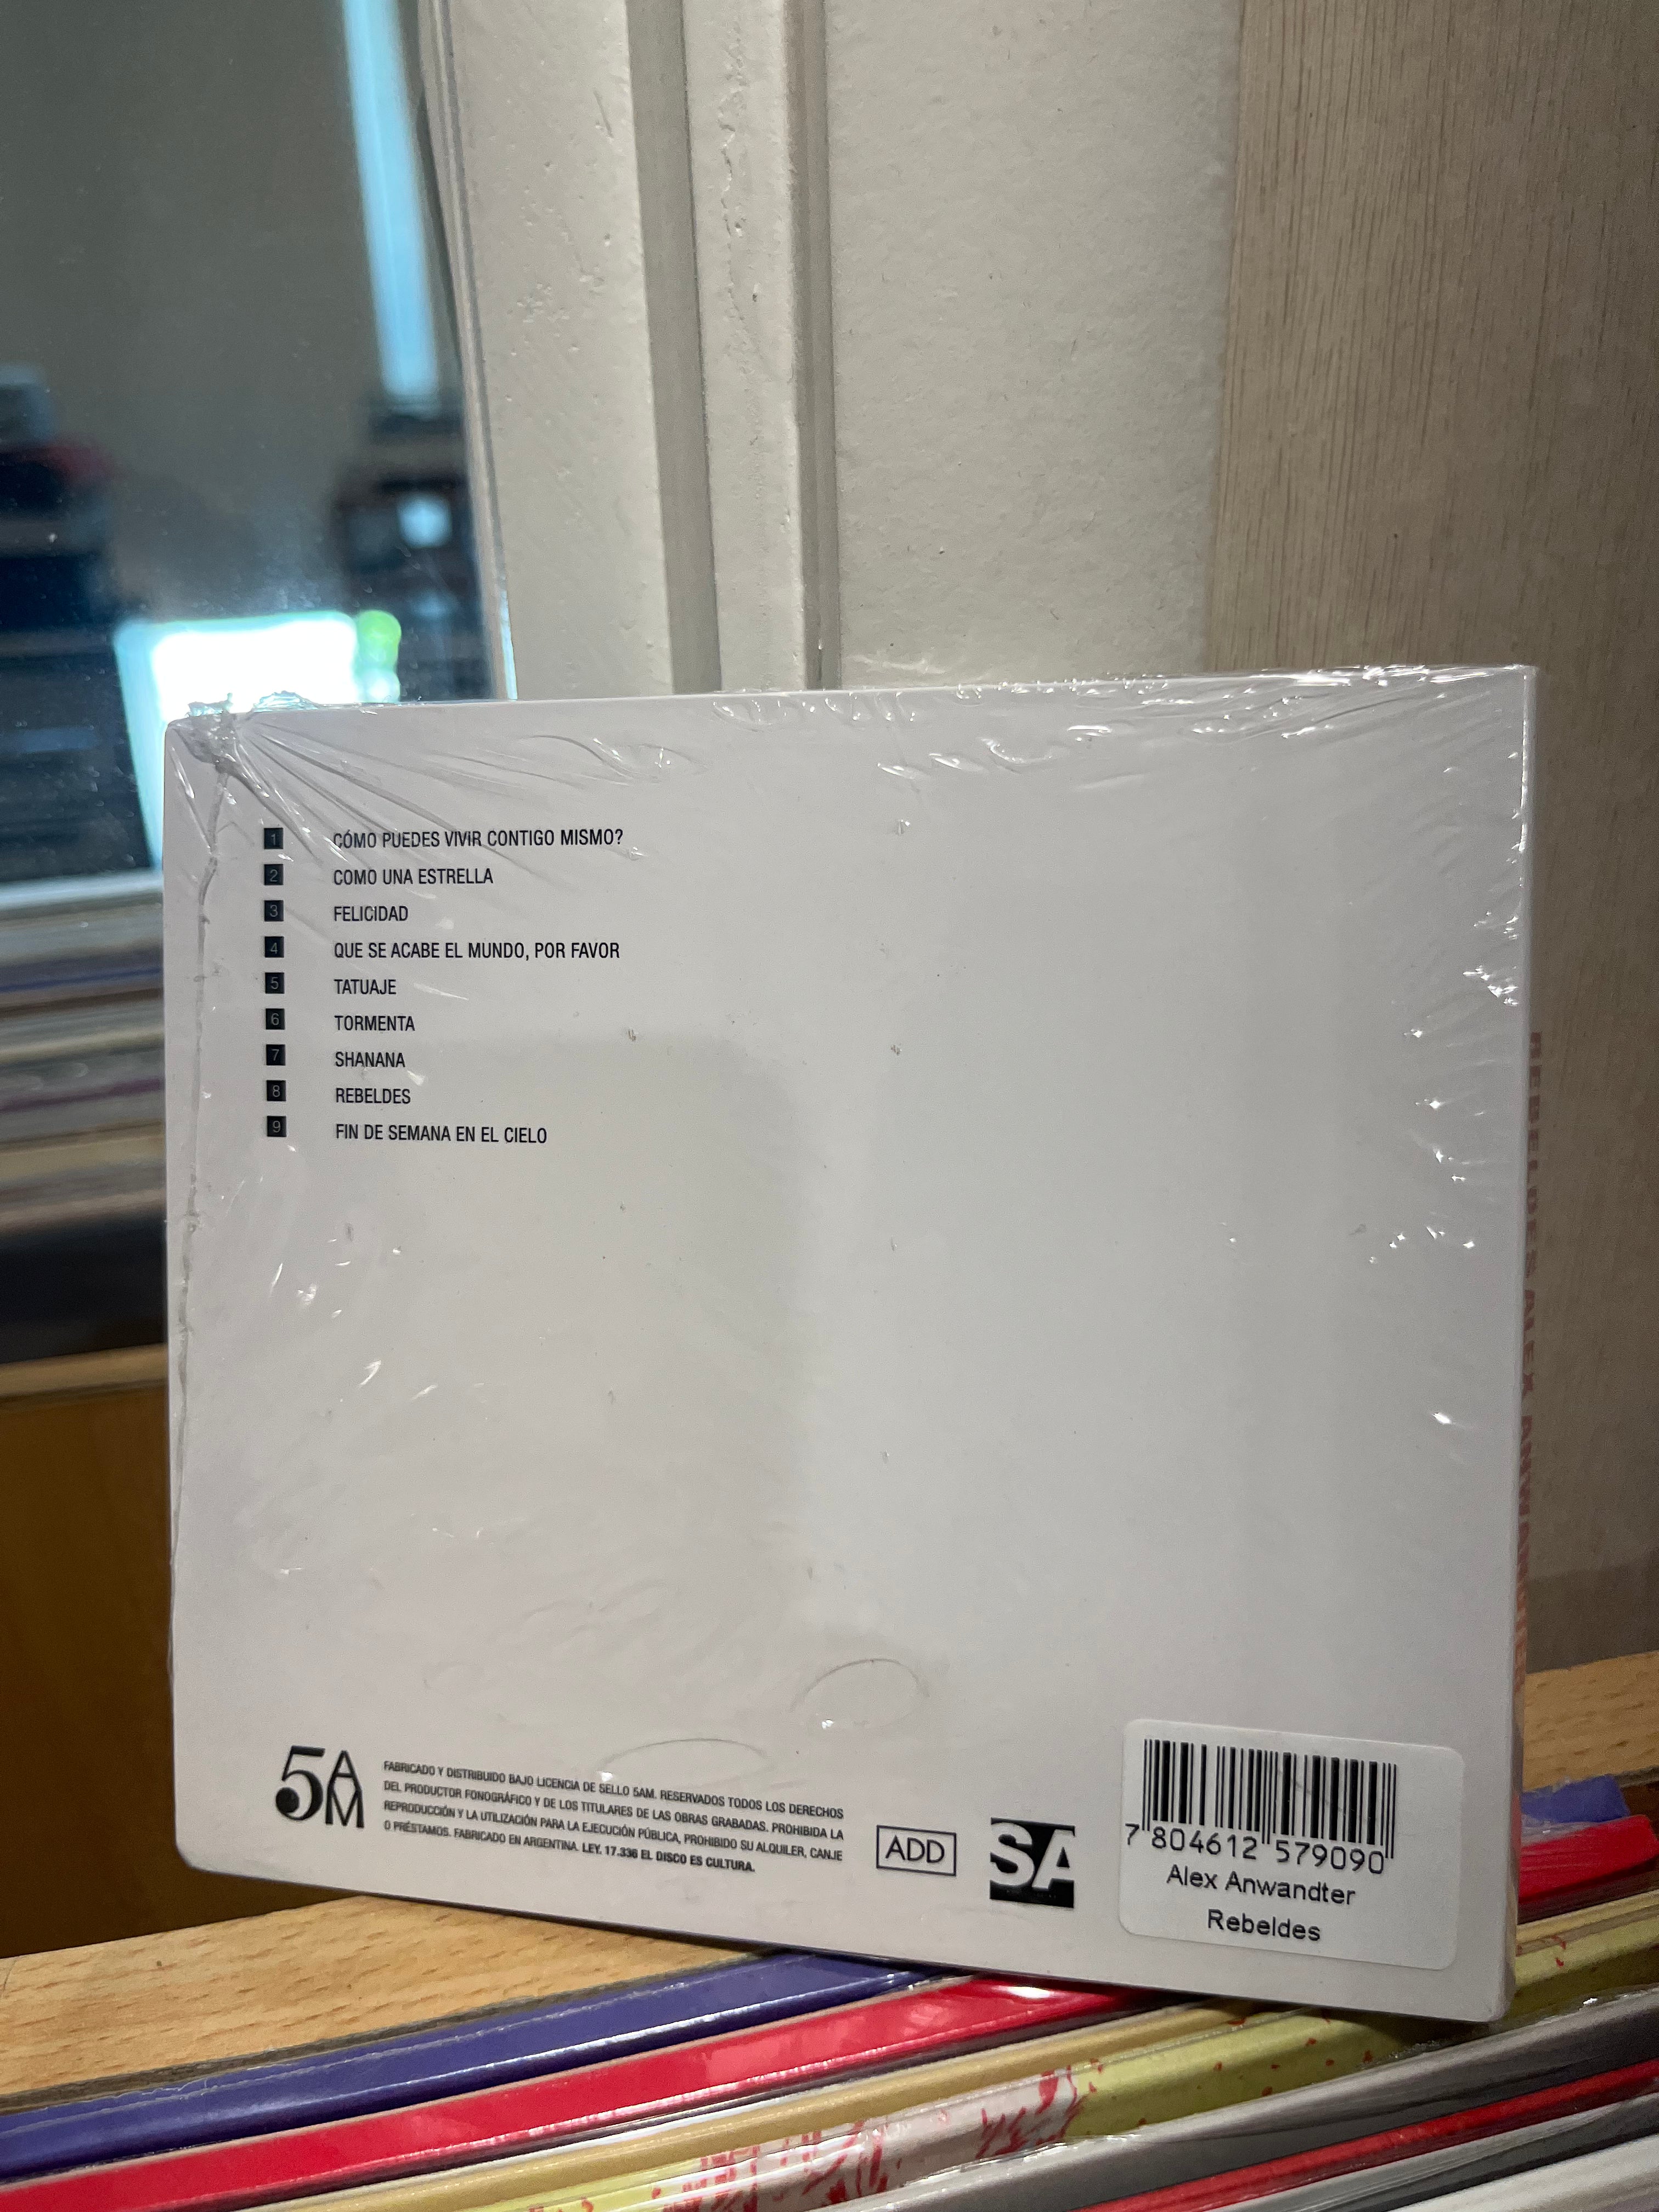 1 CÓMO PUEDES VIVIR CONTIGO MISMO?
2 COMO UNA ESTRELLA
3 FELICIDAD
4 QUE SE ACABE EL MUNDO, POR FAVOR
5 TATUAJE
6 TORMENTA
7 SHANANA
8 REBELDES
9 FIN DE SEMANA EN EL CIELO
REBELDES ALEX ANWANDTER
5AM
FABRICADO Y DISTRIBUIDO BAJO LICENCIA DE SELLO 5AM. RESERVADOS TODOS LOS DERECHOS
DEL PRODUCTOR FONOGRÁFICO Y DE LOS TITULARES DE LAS OBRAS GRABADAS. PROHIBIDA LA
REPRODUCCIÓN Y LA UTILIZACIÓN PARA LA EJECUCIÓN PÚBLICA, PROHIBIDO SU ALQUILER, CANJE
O PRÉSTAMOS. FABRICADO EN ARGENTINA. LEY. 17.336 EL DISCO ES CULTURA.
ADD
SA
7 804612 579090
Alex Anwandter
Rebeldes